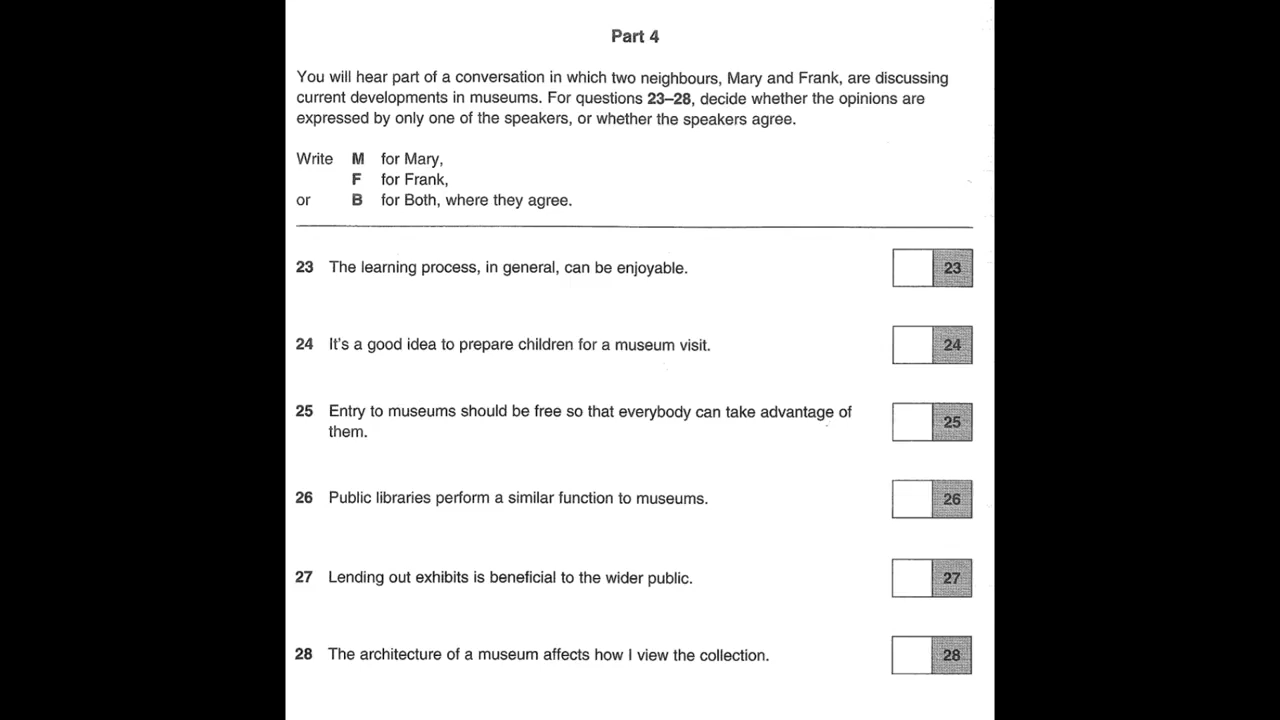 Part 4
You will hear part of a conversation in which two neighbours, Mary and Frank, are discussing
current developments in museums. For questions 23–28, decide whether the opinions are
expressed by only one of the speakers, or whether the speakers agree.
Write M for Mary,
F for Frank,
or B for Both, where they agree.
23 The learning process, in general, can be enjoyable. 23
24 It's a good idea to prepare children for a museum visit. 24
25 Entry to museums should be free so that everybody can take advantage of
them. 25
26 Public libraries perform a similar function to museums. 26
27 Lending out exhibits is beneficial to the wider public. 27
28 The architecture of a museum affects how I view the collection. 28